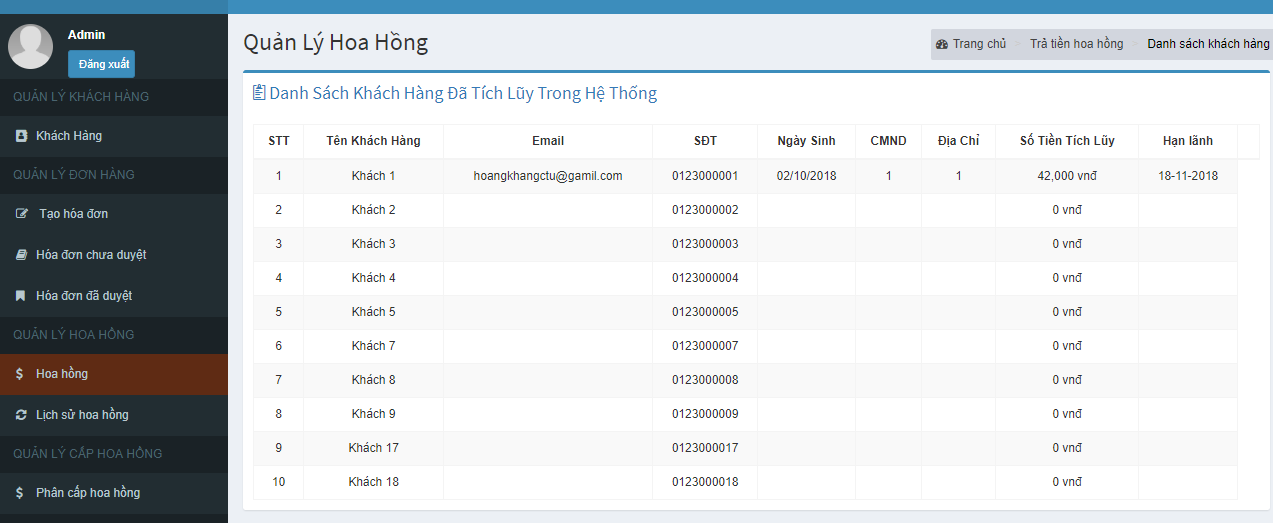 Admin
Đăng xuất
QUẢN LÝ KHÁCH HÀNG
Khách Hàng
QUẢN LÝ ĐƠN HÀNG
Tạo hóa đơn
Hóa đơn chưa duyệt
Hóa đơn đã duyệt
QUẢN LÝ HOA HỒNG
Hoa hồng
Lịch sử hoa hồng
QUẢN LÝ CẤP HOA HỒNG
Phân cấp hoa hồng
Quản Lý Hoa Hồng
Trang chủ > Trả tiền hoa hồng > Danh sách khách hàng
Danh Sách Khách Hàng Đã Tích Lũy Trong Hệ Thống
STT Tên Khách Hàng Email SĐT Ngày Sinh CMND Địa Chỉ Số Tiền Tích Lũy Hạn lãnh
1 Khách 1 hoangkhangctu@gamil.com 0123000001 02/10/2018 1 1 42,000 vnđ 18-11-2018
2 Khách 2 0123000002 0 vnđ
3 Khách 3 0123000003 0 vnđ
4 Khách 4 0123000004 0 vnđ
5 Khách 5 0123000005 0 vnđ
6 Khách 7 0123000007 0 vnđ
7 Khách 8 0123000008 0 vnđ
8 Khách 9 0123000009 0 vnđ
9 Khách 17 0123000017 0 vnđ
10 Khách 18 0123000018 0 vnđ